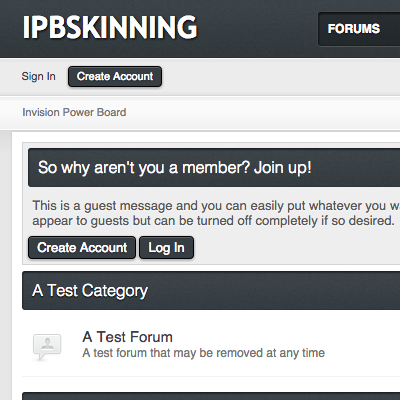 IPBSKINNING
FORUMS
Sign In
Create Account
Invision Power Board
So why aren't you a member? Join up!
This is a guest message and you can easily put whatever you w
appear to guests but can be turned off completely if so desired.
Create Account
Log In
A Test Category
A Test Forum
A test forum that may be removed at any time